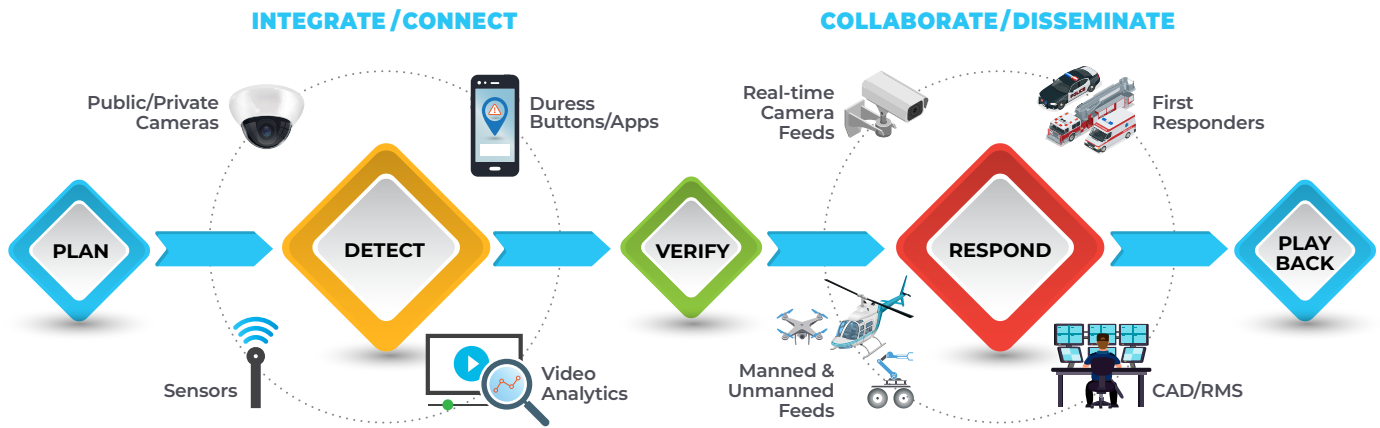 INTEGRATE/CONNECT
COLLABORATE/DISSEMINATE
Public/Private
Cameras
Duress
Buttons/Apps
Real-time
Camera
Feeds
First
Responders
PLAN
DETECT
VERIFY
RESPOND
PLAY
BACK
Sensors
Video
Analytics
Manned &
Unmanned
Feeds
CAD/RMS